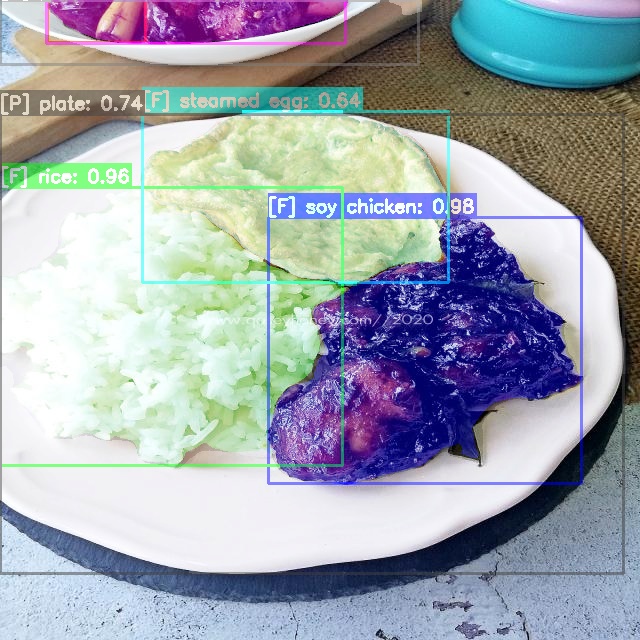 [P] plate: 0.74
[F] steamed egg: 0.64
[F] rice: 0.96
[F] soy chicken: 0.98